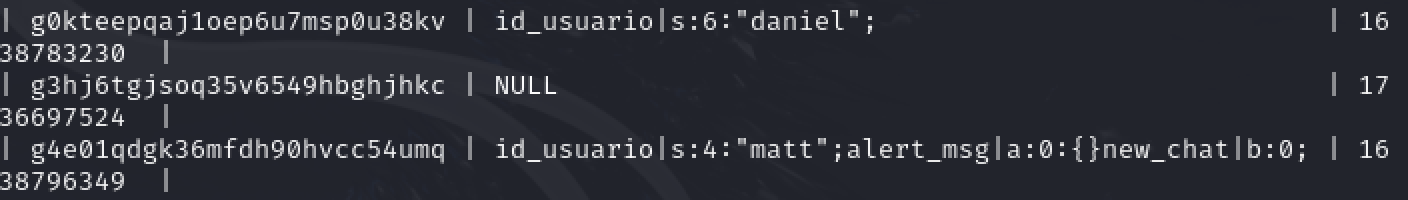 | g0kteepqaj1oep6u7msp0u38kv | id_usuario|s:6:"daniel"; | 16
38783230 |
| g3hj6tgjsoq35v6549hbghjhkc | NULL | 17
36697524 |
| g4e01qdgk36mfdh90hvcc54umq | id_usuario|s:4:"matt";alert_msg|a:0:{}new_chat|b:0; | 16
38796349 |